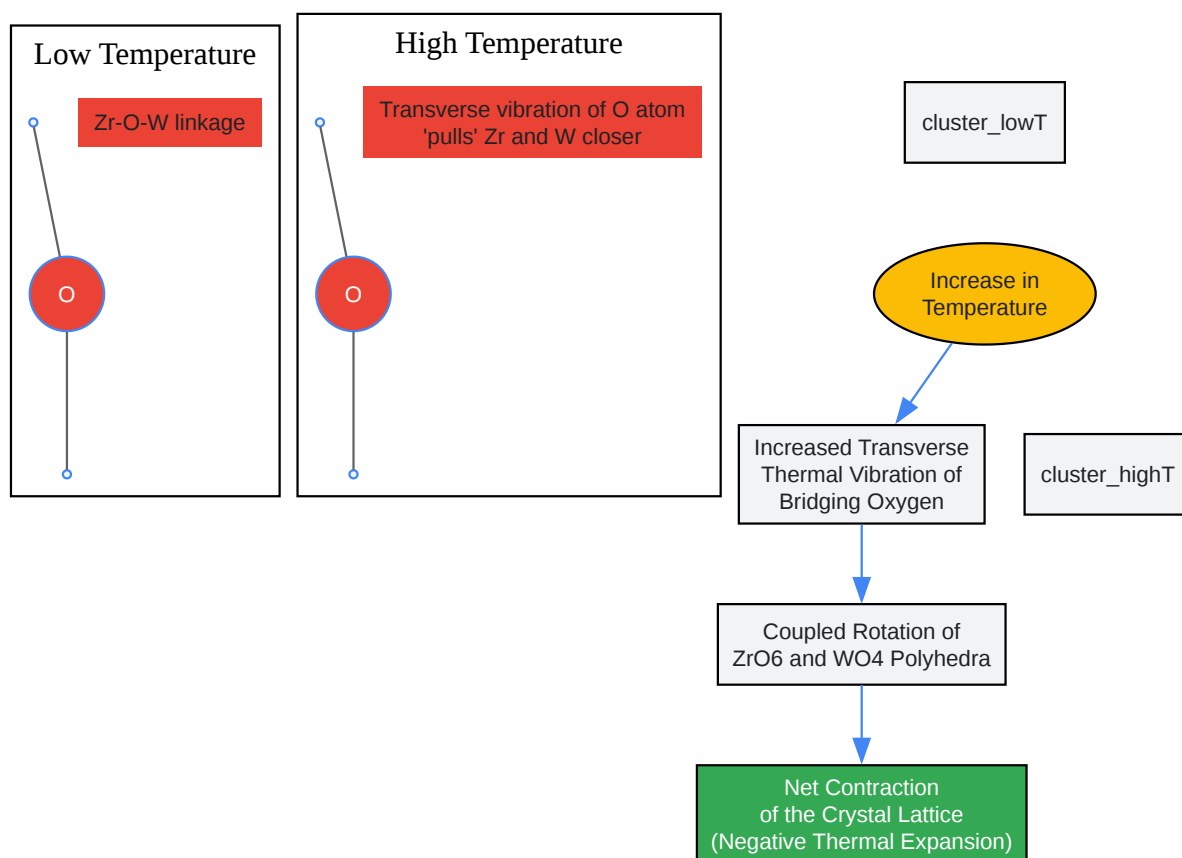 Low Temperature
Zr-O-W linkage
O
High Temperature
Transverse vibration of O atom
'pulls' Zr and W closer
O
cluster_lowT
Increase in
Temperature
Increased Transverse
Thermal Vibration of
Bridging Oxygen
cluster_highT
Coupled Rotation of
ZrO6 and WO4 Polyhedra
Net Contraction
of the Crystal Lattice
(Negative Thermal Expansion)